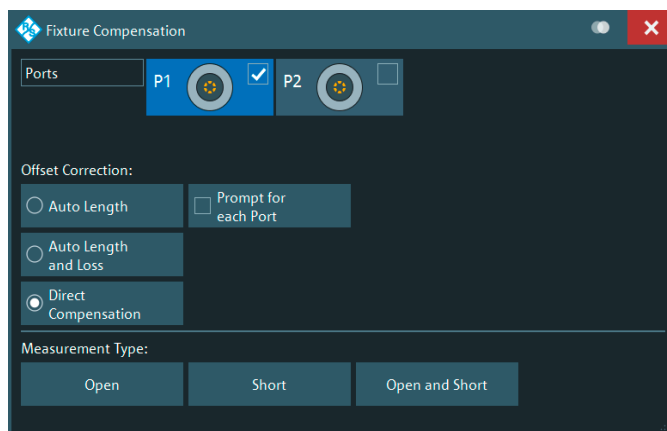 Fixture Compensation
Ports
P1
P2
Offset Correction:
Auto Length
Prompt for
each Port
Auto Length
and Loss
Direct
Compensation
Measurement Type:
Open
Short
Open and Short